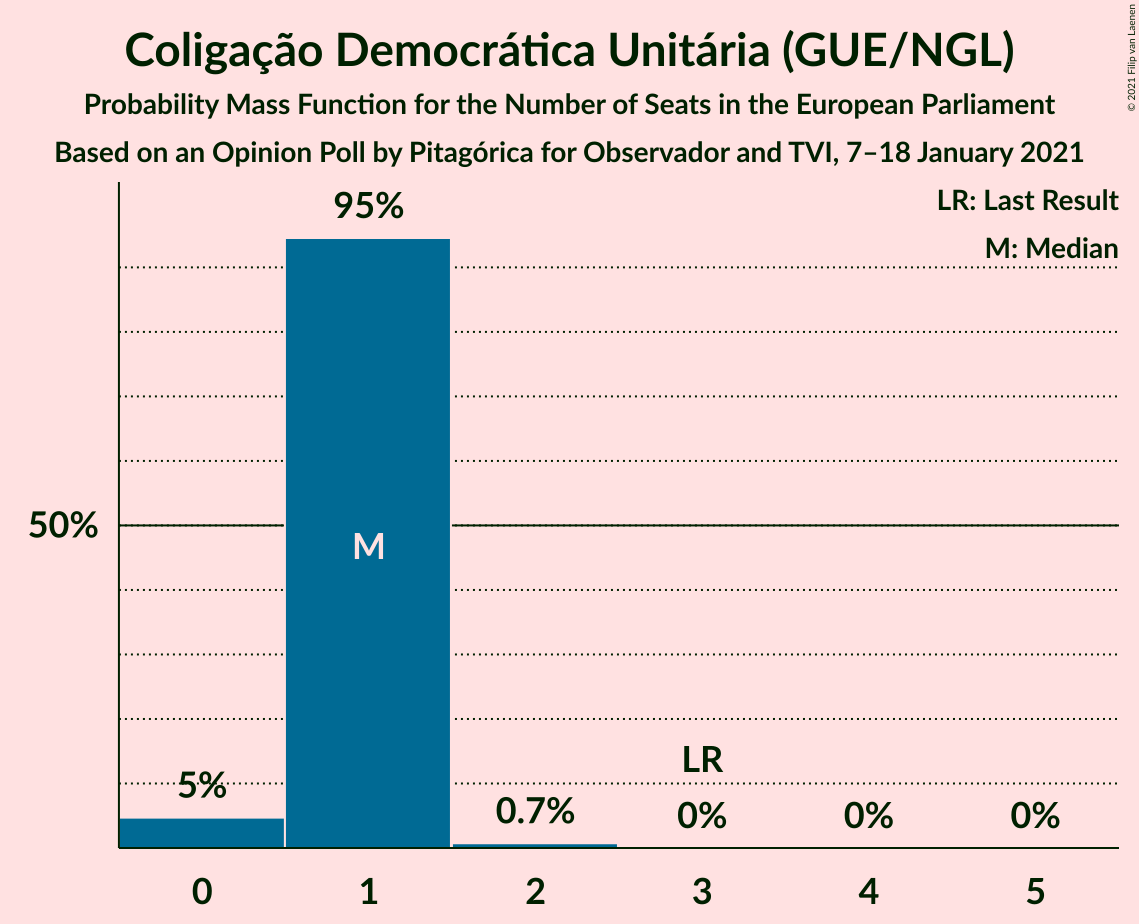 Coligação Democrática Unitária (GUE/NGL)
Probability Mass Function for the Number of Seats in the European Parliament
Based on an Opinion Poll by Pitagórica for Observador and TVI, 7–18 January 2021
© 2021 Filip van Laenen
LR: Last Result
M: Median
95%
50%
M
5%
0.7%
LR
0%
0%
0%
0 1 2 3 4 5